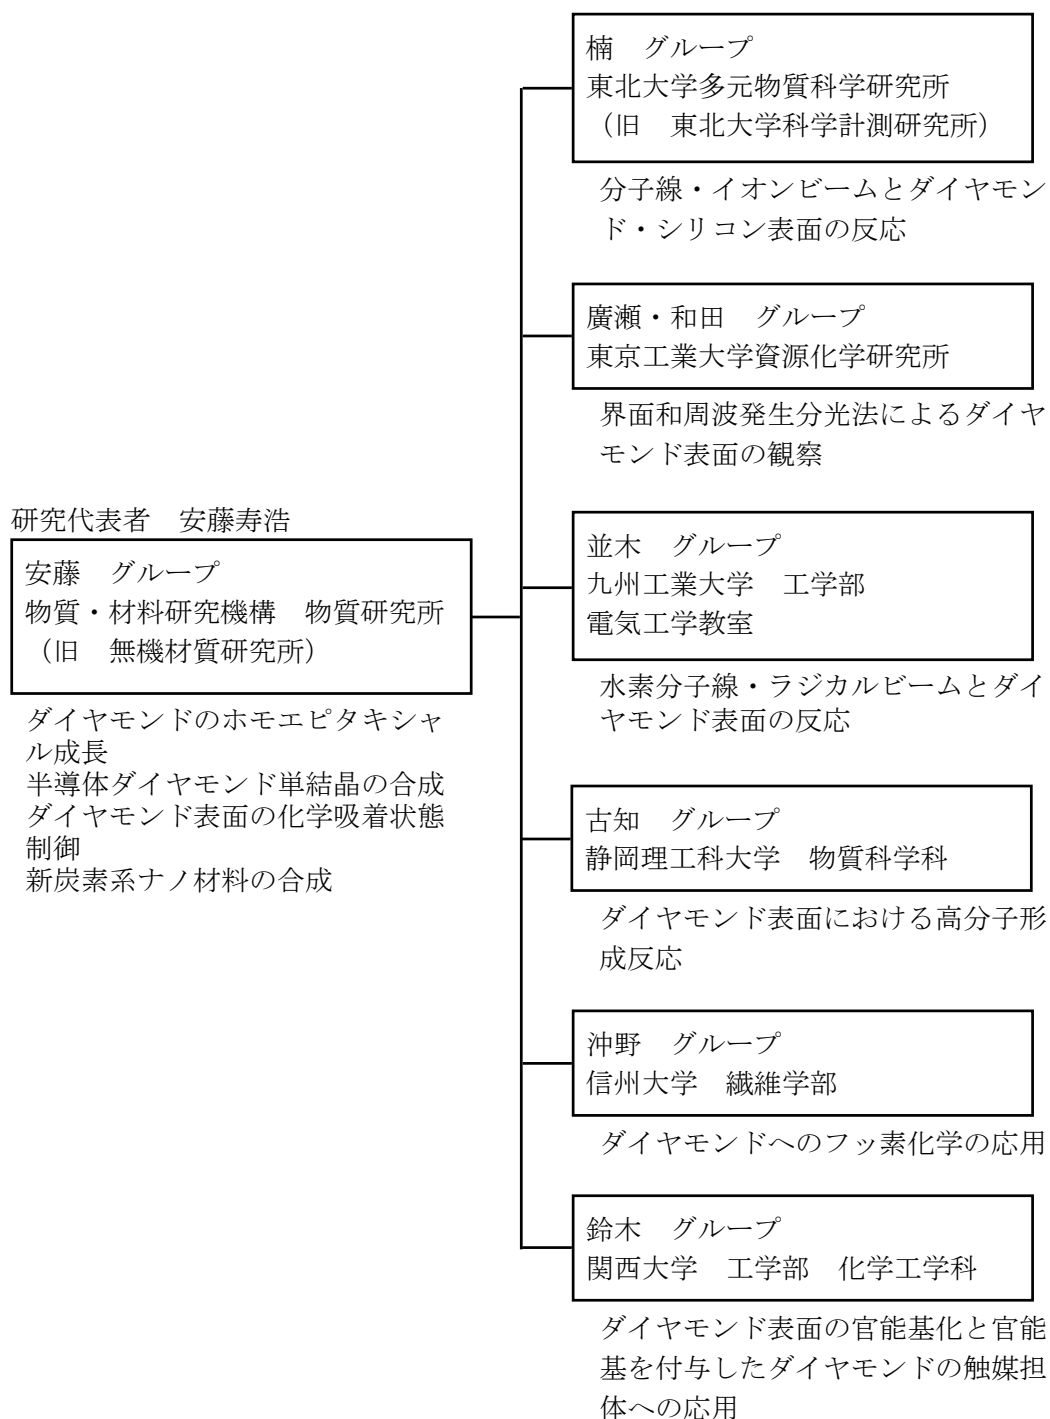 研究代表者　安藤寿浩
安藤　グループ
物質・材料研究機構　物質研究所
（旧　無機材質研究所）
ダイヤモンドのホモエピタキシャ
ル成長
半導体ダイヤモンド単結晶の合成
ダイヤモンド表面の化学吸着状態
制御
新炭素系ナノ材料の合成
楠　グループ
東北大学多元物質科学研究所
（旧　東北大学科学計測研究所）
分子線・イオンビームとダイヤモン
ド・シリコン表面の反応
廣瀬・和田　グループ
東京工業大学資源化学研究所
界面和周波発生分光法によるダイヤ
モンド表面の観察
並木　グループ
九州工業大学　工学部
電気工学教室
水素分子線・ラジカルビームとダイ
ヤモンド表面の反応
古知　グループ
静岡理工科大学　物質科学科
ダイヤモンド表面における高分子形
成反応
沖野　グループ
信州大学　繊維学部
ダイヤモンドへのフッ素化学の応用
鈴木　グループ
関西大学　工学部　化学工学科
ダイヤモンド表面の官能基化と官能
基を付与したダイヤモンドの触媒担
体への応用